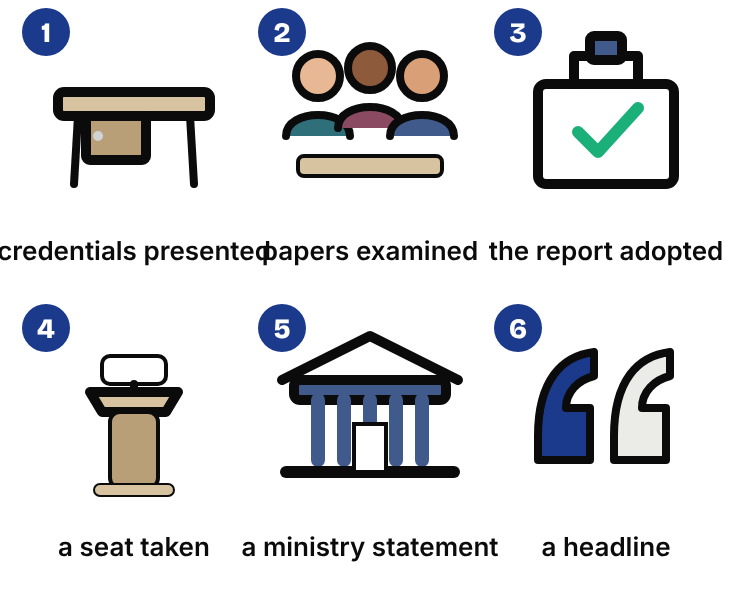 1
2
3
credentials presented
papers examined
the report adopted
4
5
6
a seat taken
a ministry statement
a headline